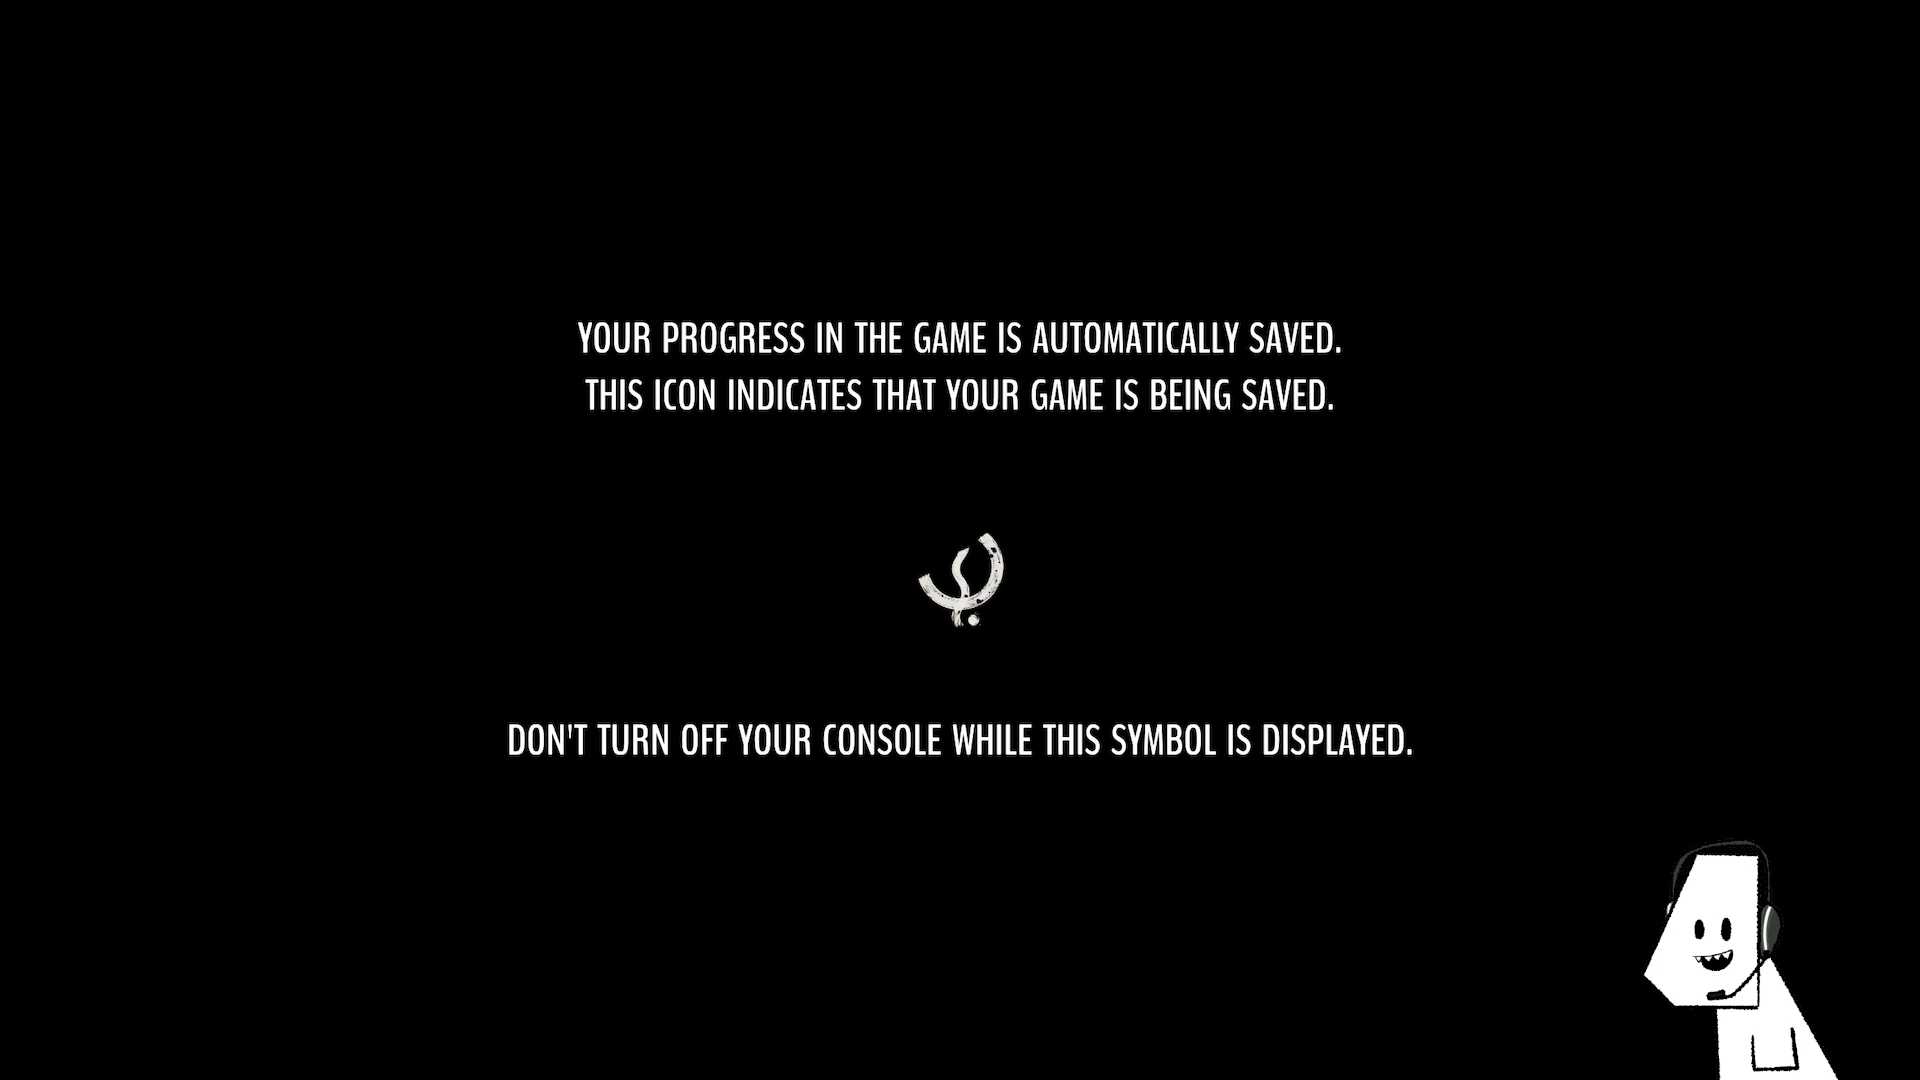 YOUR PROGRESS IN THE GAME IS AUTOMATICALLY SAVED.
THIS ICON INDICATES THAT YOUR GAME IS BEING SAVED.
DON'T TURN OFF YOUR CONSOLE WHILE THIS SYMBOL IS DISPLAYED.